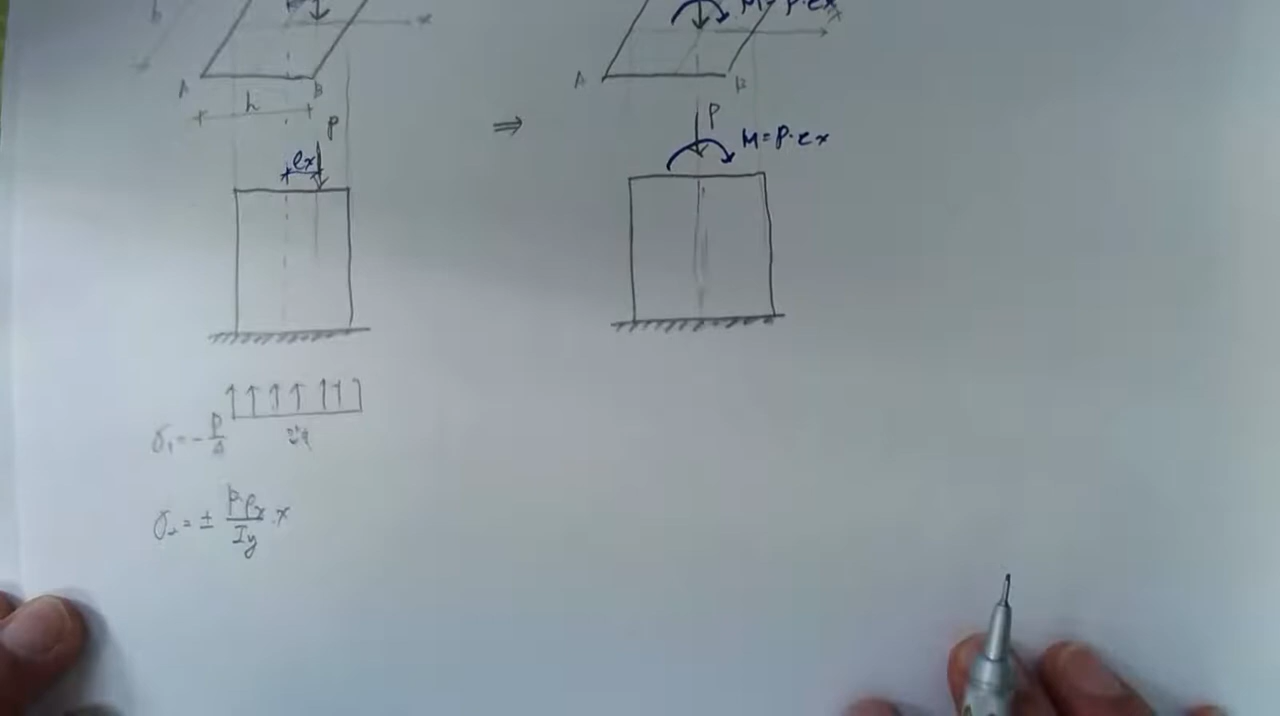 b
x
M=P.ex
x
A
B
A
B
h
P
⇒
P
M=P.ex
ex
σ₁=-P/A
σ₂=± P ex/Iy .x